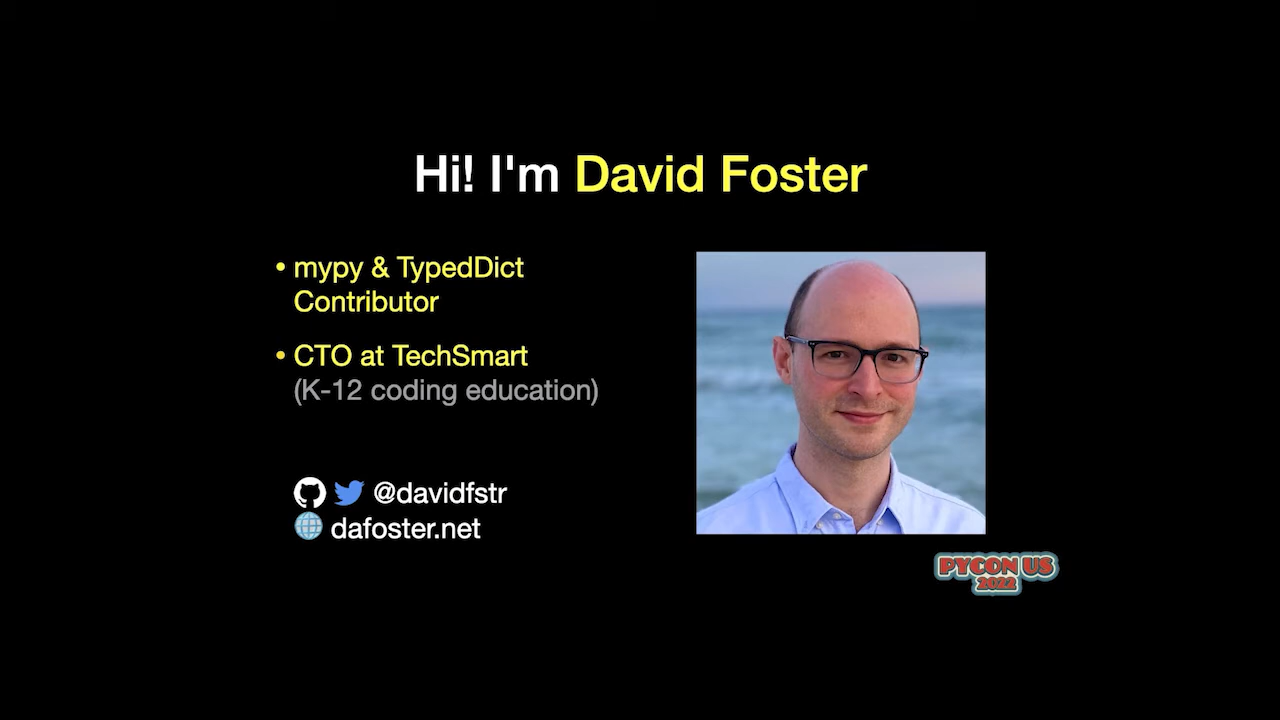 Hi! I'm David Foster
• mypy & TypedDict
Contributor
• CTO at TechSmart
(K-12 coding education)
@davidfstr
dafoster.net
PYCON US
2022